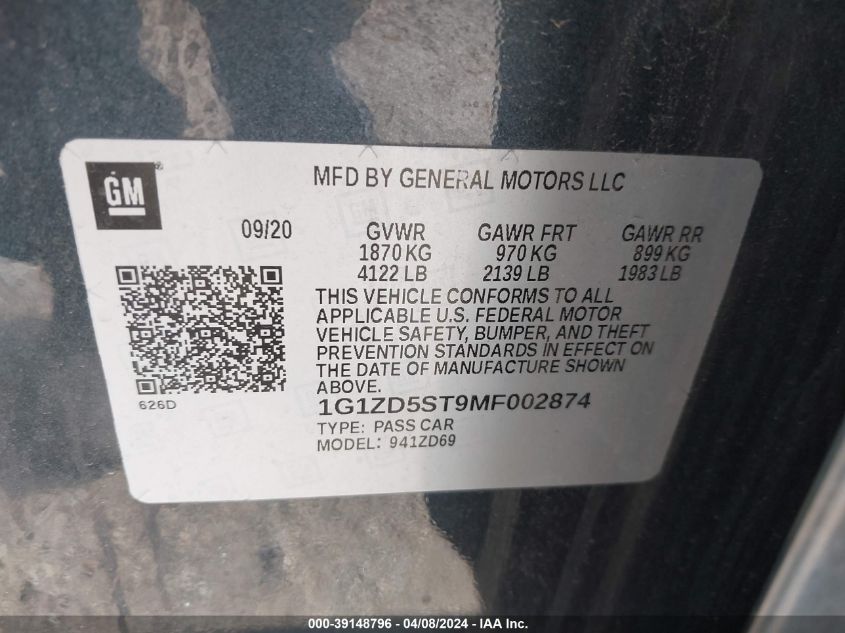 GM
®
MFD BY GENERAL MOTORS LLC
09/20 GVWR GAWR FRT GAWR RR
1870 KG 970 KG 899 KG
4122 LB 2139 LB 1983 LB
THIS VEHICLE CONFORMS TO ALL
APPLICABLE U.S. FEDERAL MOTOR
VEHICLE SAFETY, BUMPER, AND THEFT
PREVENTION STANDARDS IN EFFECT ON
THE DATE OF MANUFACTURE SHOWN
ABOVE.
626D
1G1ZD5ST9MF002874
TYPE: PASS CAR
MODEL: 941ZD69
000-39148796 - 04/08/2024 - IAA Inc.